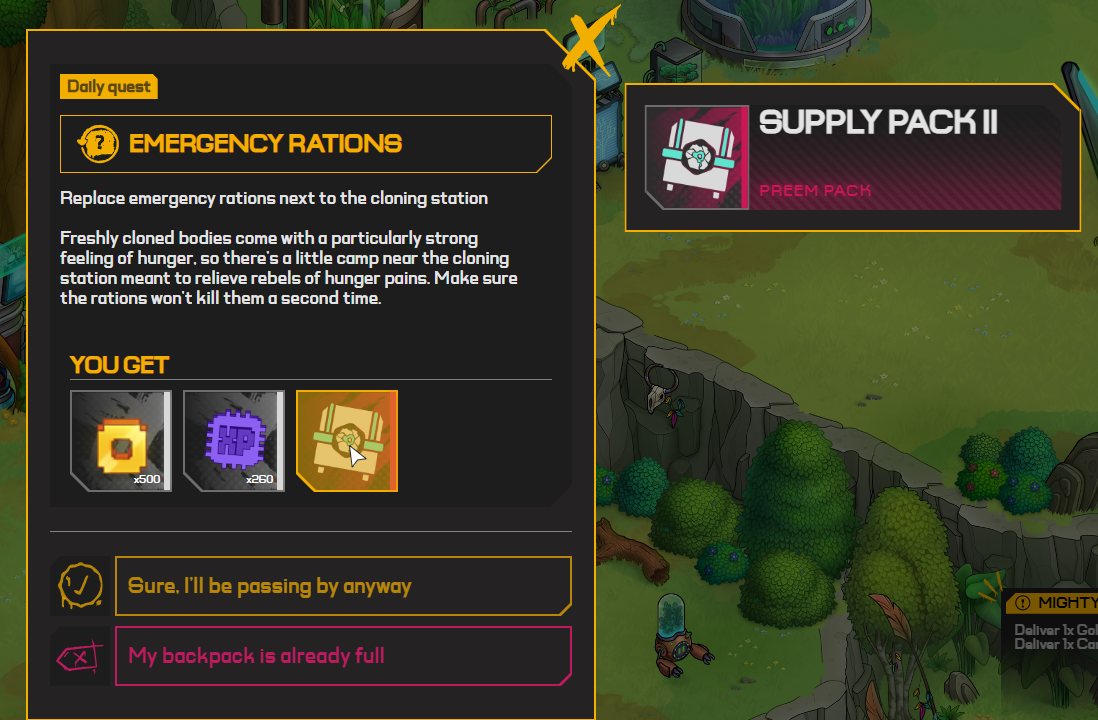 Daily quest
EMERGENCY RATIONS
Replace emergency rations next to the cloning station
Freshly cloned bodies come with a particularly strong
feeling of hunger, so there's a little camp near the cloning
station meant to relieve rebels of hunger pains. Make sure
the rations won't kill them a second time.
YOU GET
x500
XP
x260
Sure, I'll be passing by anyway
My backpack is already full
SUPPLY PACK II
PREEM PACK
MIGHTY
Deliver 1x Gol
Deliver 1x Car